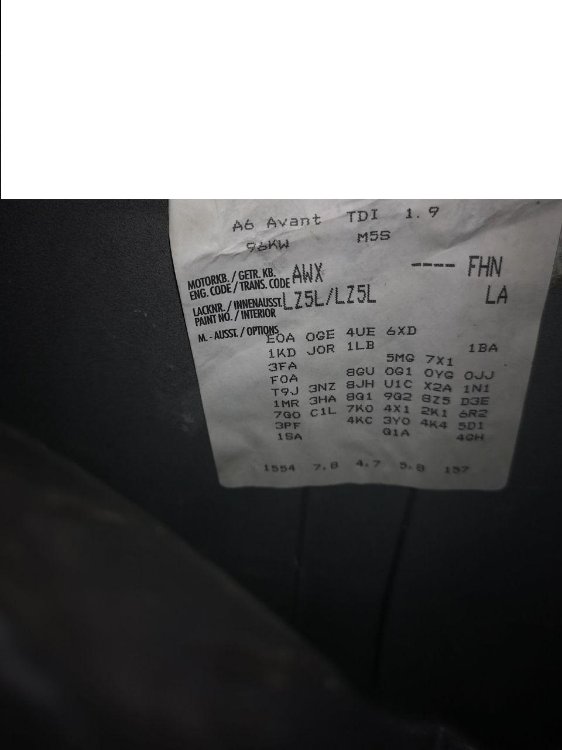 A6 Avant TDI 1.9
96KW M5S
MOTORKB. / GETR. KB.
ENG. CODE / TRANS. CODE AWX ---- FHN
LACKNR. / INNENAUSST.
PAINT NO. / INTERIOR LZ5L/LZ5L LA
M.- AUSST. / OPTIONS
E0A 0GE 4UE 6XD
1KD J0R 1LB 1BA
3FA 5MG 7X1
F0A 8GU 0G1 0YG 0JJ
T9J 3NZ 8JH U1C X2A 1N1
1MR 3HA 8Q1 9Q2 8Z5 D3E
7G0 C1L 7K0 4X1 2K1 6R2
3PF 4KC 3Y0 4K4 5D1
1SA Q1A 4GH
1554 7.8 4.7 5.8 157